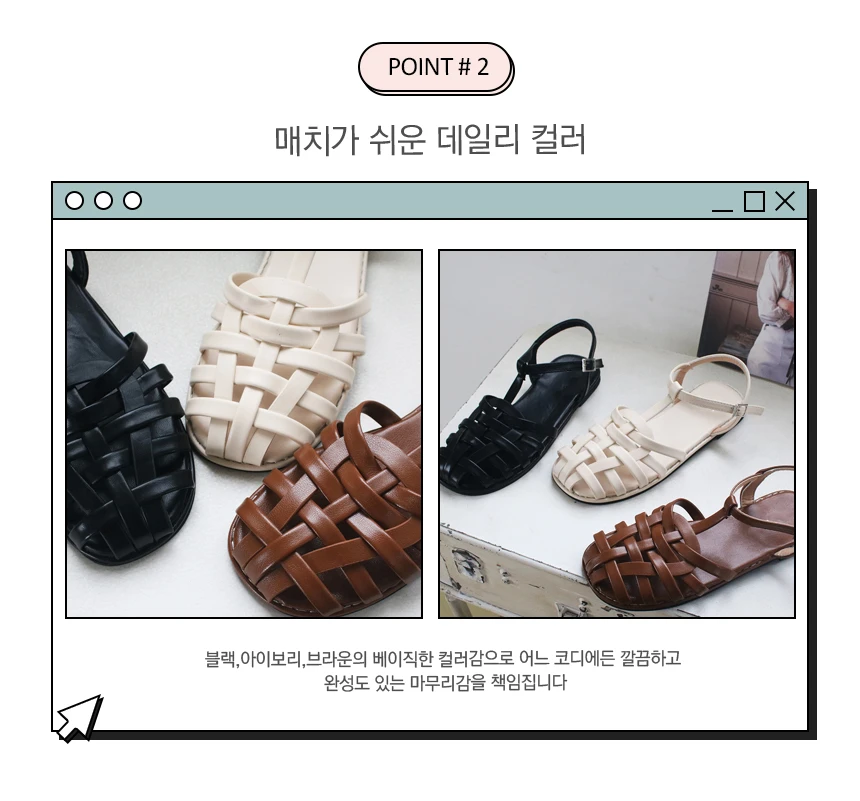 POINT # 2
매치가 쉬운 데일리 컬러
블랙,아이보리,브라운의 베이직한 컬러감으로 어느 코디에든 깔끔하고
완성도 있는 마무리감을 책임집니다